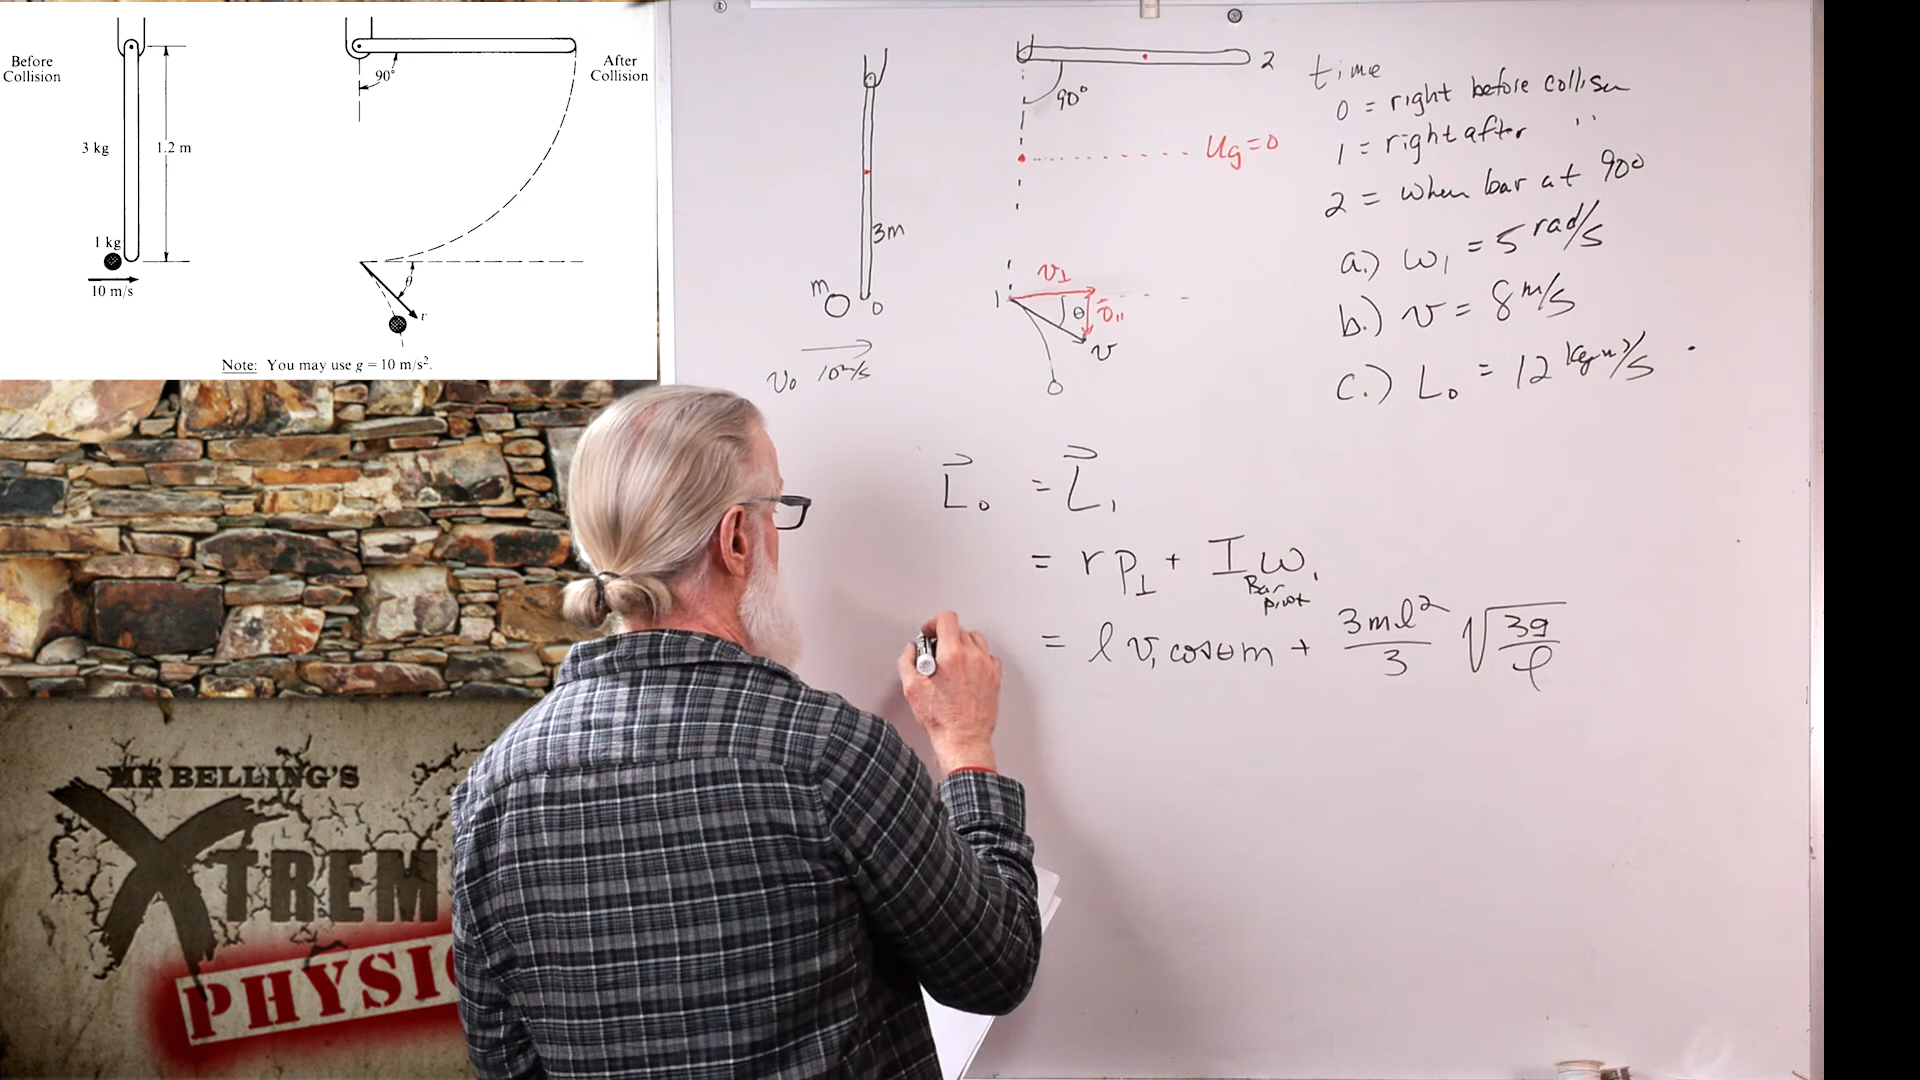 Before
Collision
After
Collision
90°
3 kg
1.2 m
1 kg
10 m/s
θ
v
Note: You may use g = 10 m/s².
MR BELLING'S
XTREM
PHYSIC
3m
m
0
v₀ 10m/s
2
90°
Ug=0
1
v⊥
θ
v||
v
time
0 = right before collision
1 = right after ''
2 = when bar at 90°
a.) ω₁ = 5 rad/s
b.) v = 8 m/s
c.) L₀ = 12 kg·m²/s
L₀ = L₁
= r p⊥ + I ω₁
Bar
pivot
= l v₁ cosθ m + 3ml²/3 √(3g/l)